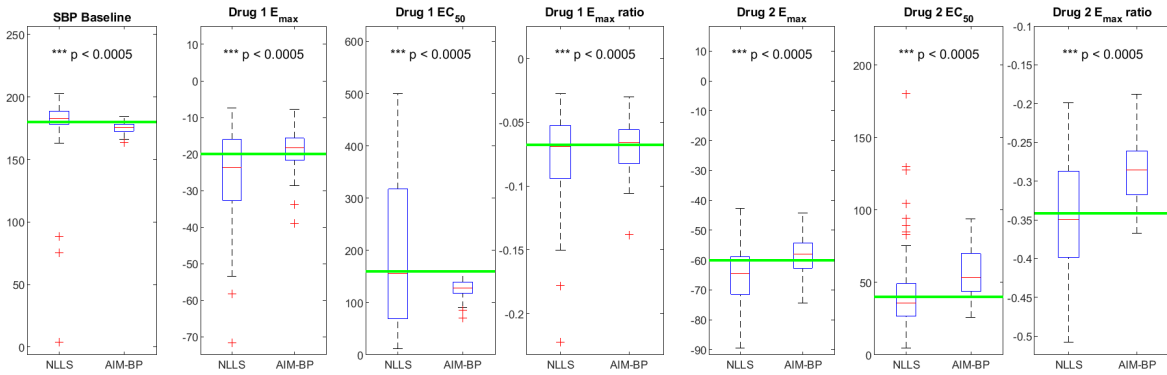 SBP Baseline
*** p < 0.0005
250
200
150
100
50
0
NLLS AIM-BP
Drug 1 Emax
*** p < 0.0005
10
0
-10
-20
-30
-40
-50
-60
-70
NLLS AIM-BP
Drug 1 EC50
*** p < 0.0005
600
500
400
300
200
100
0
NLLS AIM-BP
Drug 1 Emax ratio
*** p < 0.0005
0
-0.05
-0.1
-0.15
-0.2
NLLS AIM-BP
Drug 2 Emax
*** p < 0.0005
10
0
-10
-20
-30
-40
-50
-60
-70
-80
-90
NLLS AIM-BP
Drug 2 EC50
*** p < 0.0005
200
150
100
50
0
NLLS AIM-BP
Drug 2 Emax ratio
*** p < 0.0005
-0.1
-0.15
-0.2
-0.25
-0.3
-0.35
-0.4
-0.45
-0.5
NLLS AIM-BP